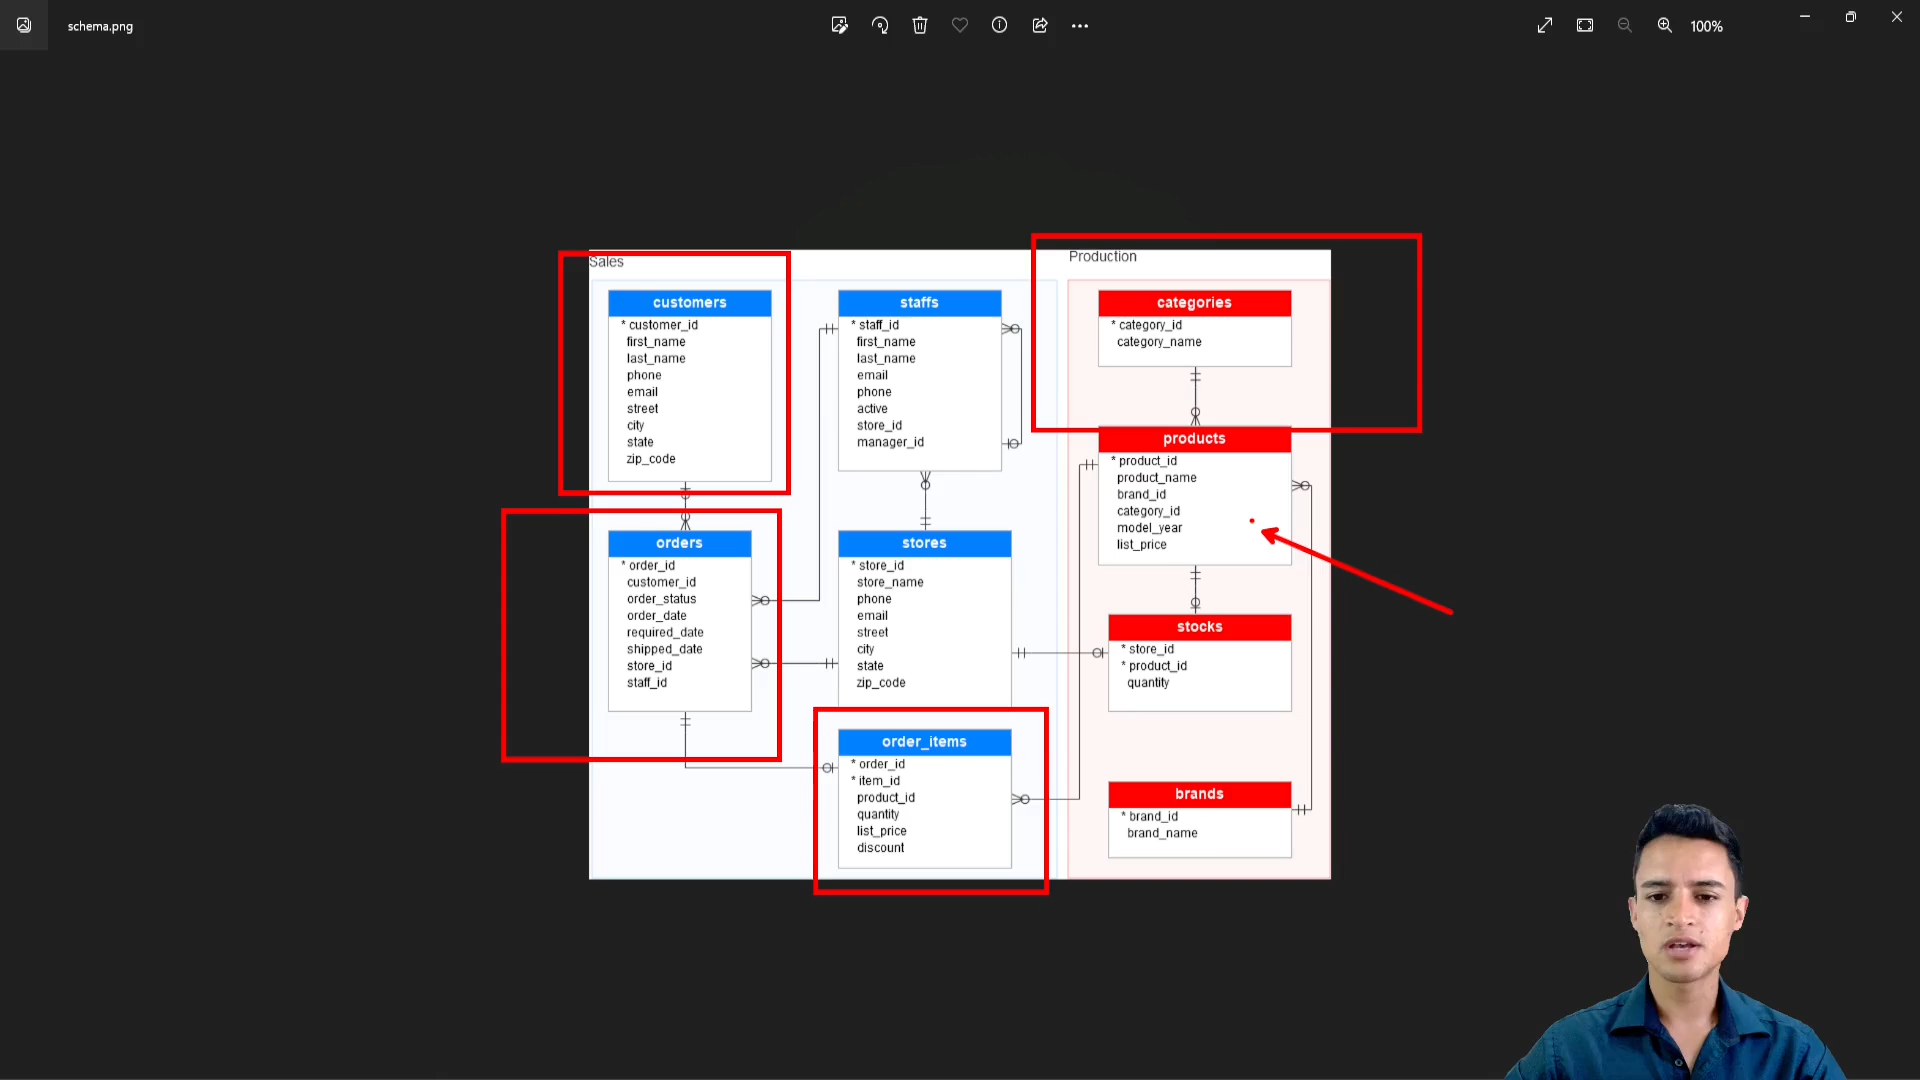 schema.png
100%
Sales
Production
customers
* customer_id
first_name
last_name
phone
email
street
city
state
zip_code
staffs
* staff_id
first_name
last_name
email
phone
active
store_id
manager_id
categories
* category_id
category_name
products
* product_id
product_name
brand_id
category_id
model_year
list_price
orders
* order_id
customer_id
order_status
order_date
required_date
shipped_date
store_id
staff_id
stores
* store_id
store_name
phone
email
street
city
state
zip_code
stocks
* store_id
* product_id
quantity
order_items
* order_id
* item_id
product_id
quantity
list_price
discount
brands
* brand_id
brand_name